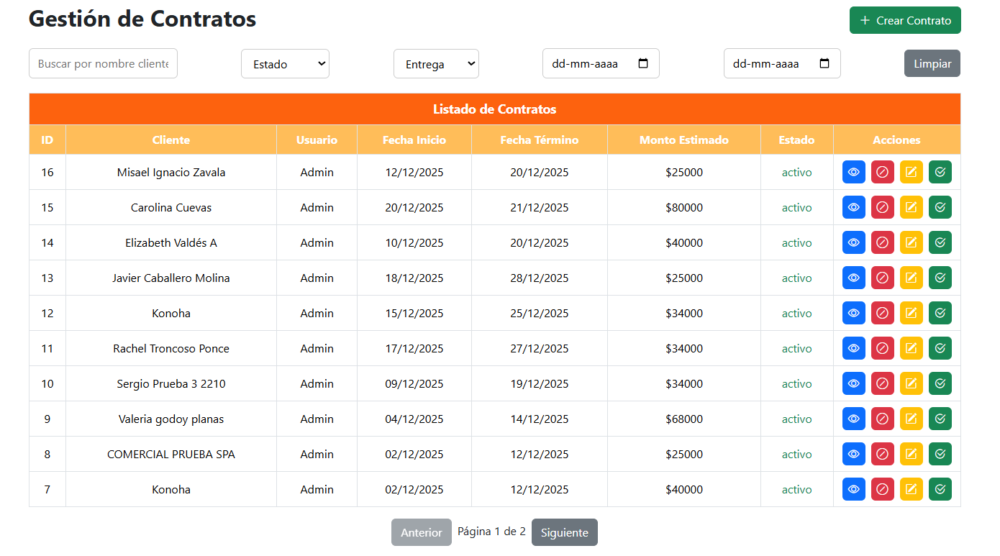 Gestión de Contratos
Crear Contrato
Buscar por nombre cliente
Estado
Entrega
dd-mm-aaaa
dd-mm-aaaa
Limpiar
Listado de Contratos
ID Cliente Usuario Fecha Inicio Fecha Término Monto Estimado Estado Acciones
16 Misael Ignacio Zavala Admin 12/12/2025 20/12/2025 $25000 activo
15 Carolina Cuevas Admin 20/12/2025 21/12/2025 $80000 activo
14 Elizabeth Valdés A Admin 10/12/2025 20/12/2025 $40000 activo
13 Javier Caballero Molina Admin 18/12/2025 28/12/2025 $25000 activo
12 Konoha Admin 15/12/2025 25/12/2025 $34000 activo
11 Rachel Troncoso Ponce Admin 17/12/2025 27/12/2025 $34000 activo
10 Sergio Prueba 3 2210 Admin 09/12/2025 19/12/2025 $34000 activo
9 Valeria godoy planas Admin 04/12/2025 14/12/2025 $68000 activo
8 COMERCIAL PRUEBA SPA Admin 02/12/2025 12/12/2025 $25000 activo
7 Konoha Admin 02/12/2025 12/12/2025 $40000 activo
Anterior Página 1 de 2 Siguiente